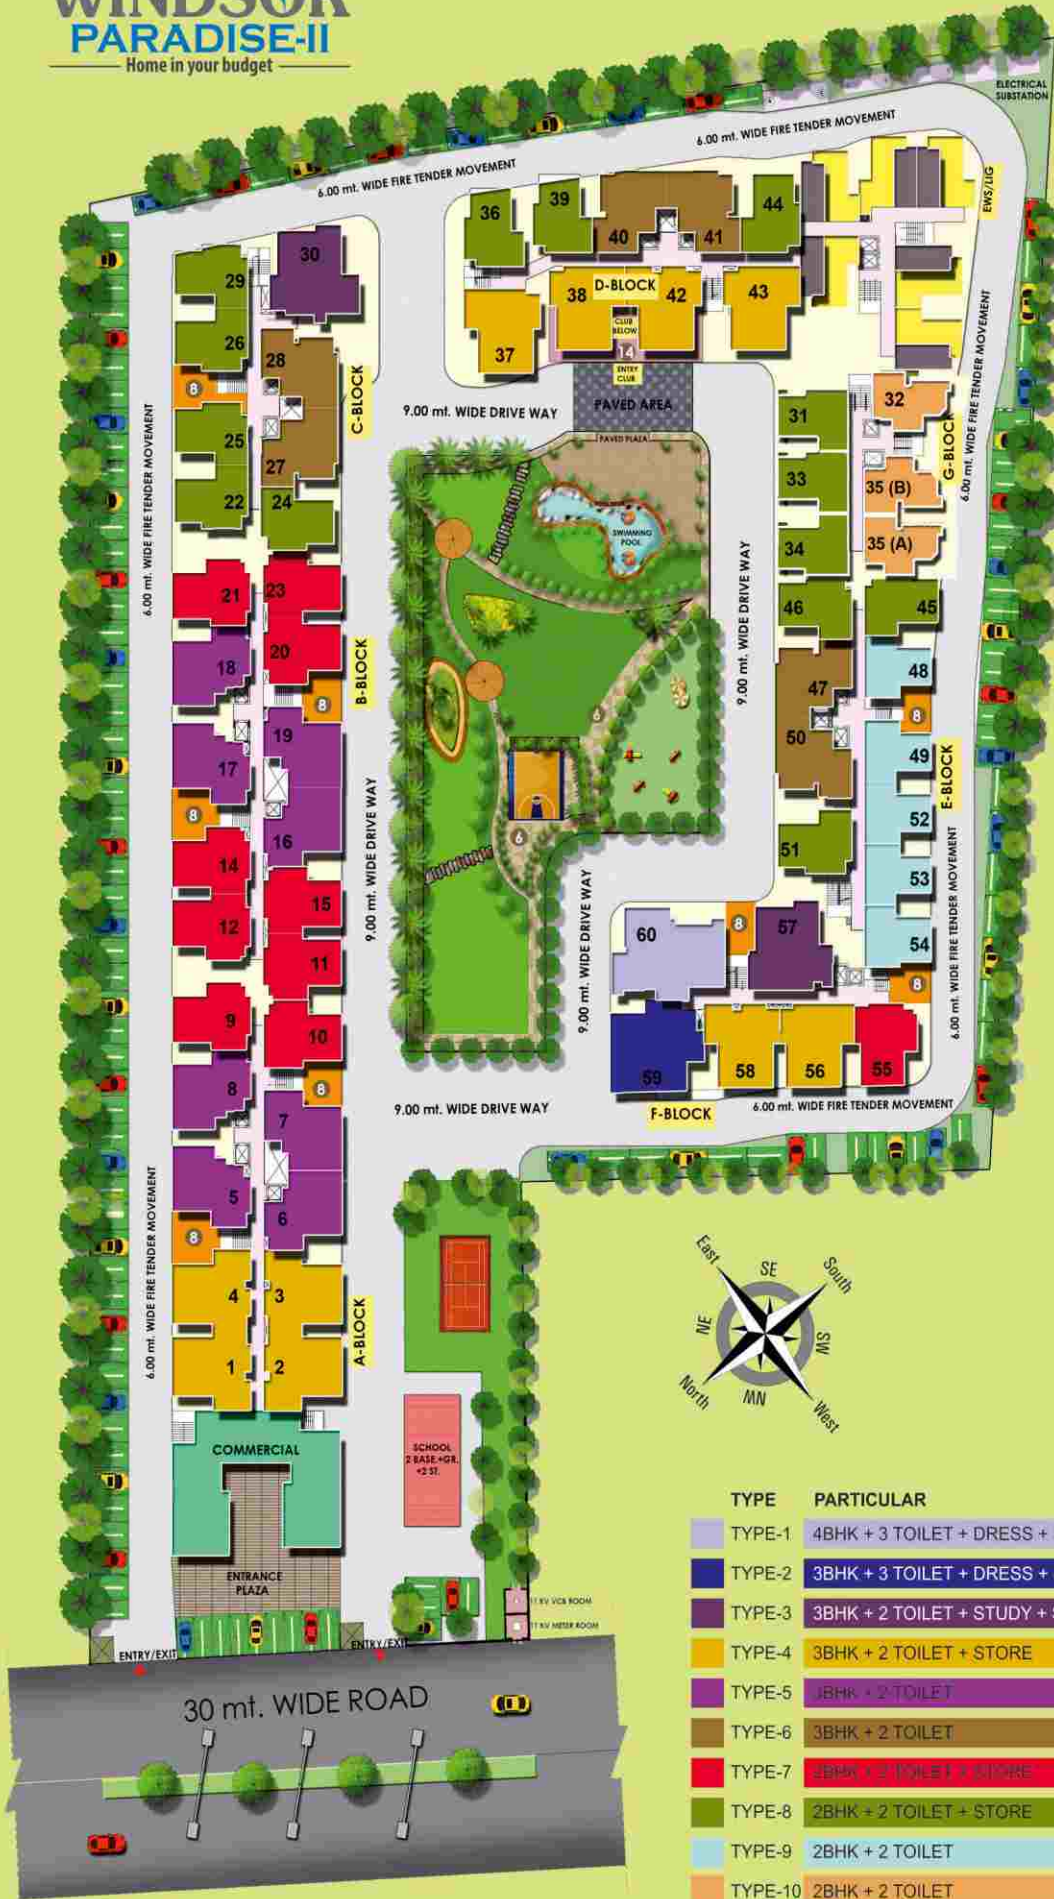 WINDSOR
PARADISE-II
Home in your budget
ELECTRICAL
SUBSTATION
6.00 mt. WIDE FIRE TENDER MOVEMENT
6.00 mt. WIDE FIRE TENDER MOVEMENT
EWS/LIG
36
39
40
41
44
30
29
26
28
8
25
27
22
24
C-BLOCK
D-BLOCK
38
42
43
37
CLUB
BELOW
14
ENTRY
CLUB
PAVED AREA
PAVED PLAZA
9.00 mt. WIDE DRIVE WAY
6.00 mt. WIDE FIRE TENDER MOVEMENT
6.00 mt. WIDE FIRE TENDER MOVEMENT
31
32
33
35 (B)
34
35 (A)
G-BLOCK
SWIMMING
POOL
9.00 mt. WIDE DRIVE WAY
46
45
21
23
20
18
8
19
17
8
16
14
15
12
11
9
10
8
8
7
5
6
8
B-BLOCK
9.00 mt. WIDE DRIVE WAY
6
6
47
48
8
50
49
52
51
53
54
E-BLOCK
6.00 mt. WIDE FIRE TENDER MOVEMENT
9.00 mt. WIDE DRIVE WAY
60
8
57
8
59
58
56
55
F-BLOCK
6.00 mt. WIDE FIRE TENDER MOVEMENT
9.00 mt. WIDE DRIVE WAY
6.00 mt. WIDE FIRE TENDER MOVEMENT
4
3
1
2
A-BLOCK
COMMERCIAL
SCHOOL
2 BASE.+GR.
+2 ST.
ENTRANCE
PLAZA
11 KV VCB ROOM
11 KV METER ROOM
ENTRY/EXIT
ENTRY/EXIT
30 mt. WIDE ROAD
East
SE
South
NE
SW
North
NW
West
TYPE PARTICULAR
TYPE-1 4BHK + 3 TOILET + DRESS +
TYPE-2 3BHK + 3 TOILET + DRESS +
TYPE-3 3BHK + 2 TOILET + STUDY +
TYPE-4 3BHK + 2 TOILET + STORE
TYPE-5 3BHK + 2 TOILET
TYPE-6 3BHK + 2 TOILET
TYPE-7 2BHK + 2 TOILET + STORE
TYPE-8 2BHK + 2 TOILET + STORE
TYPE-9 2BHK + 2 TOILET
TYPE-10 2BHK + 2 TOILET